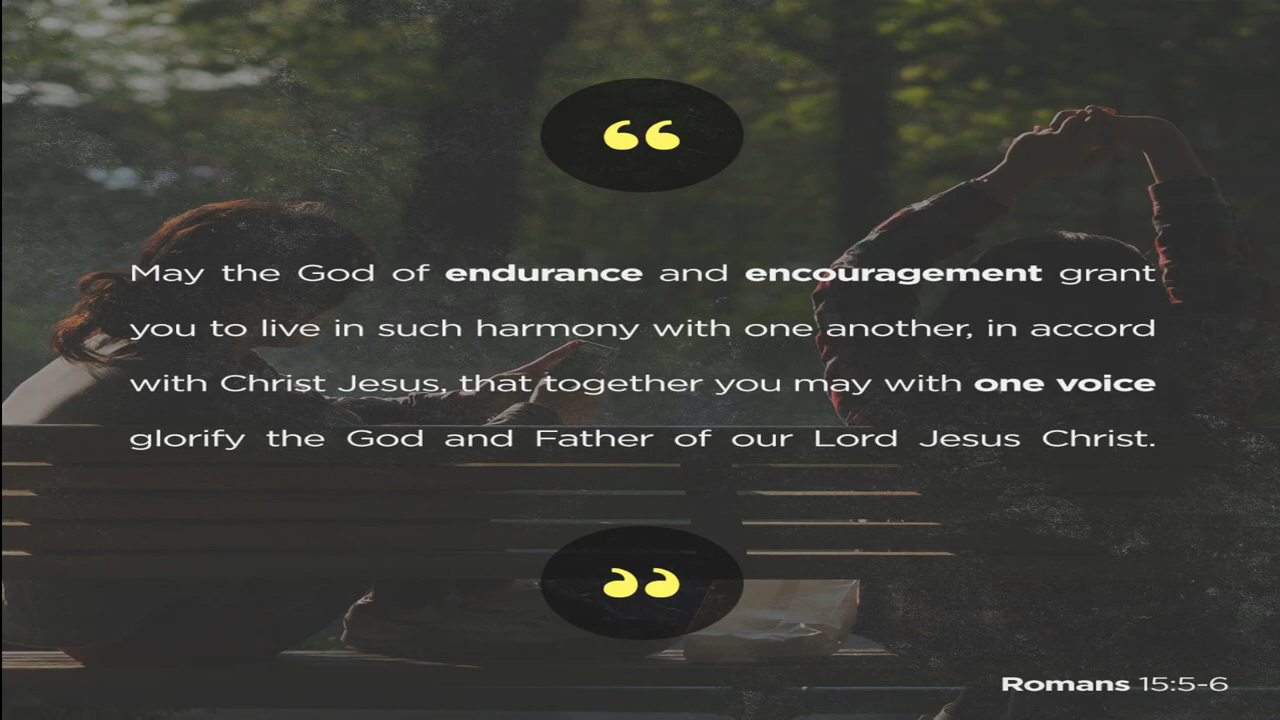 “
May the God of endurance and encouragement grant
you to live in such harmony with one another, in accord
with Christ Jesus, that together you may with one voice
glorify the God and Father of our Lord Jesus Christ.
”
Romans 15:5-6